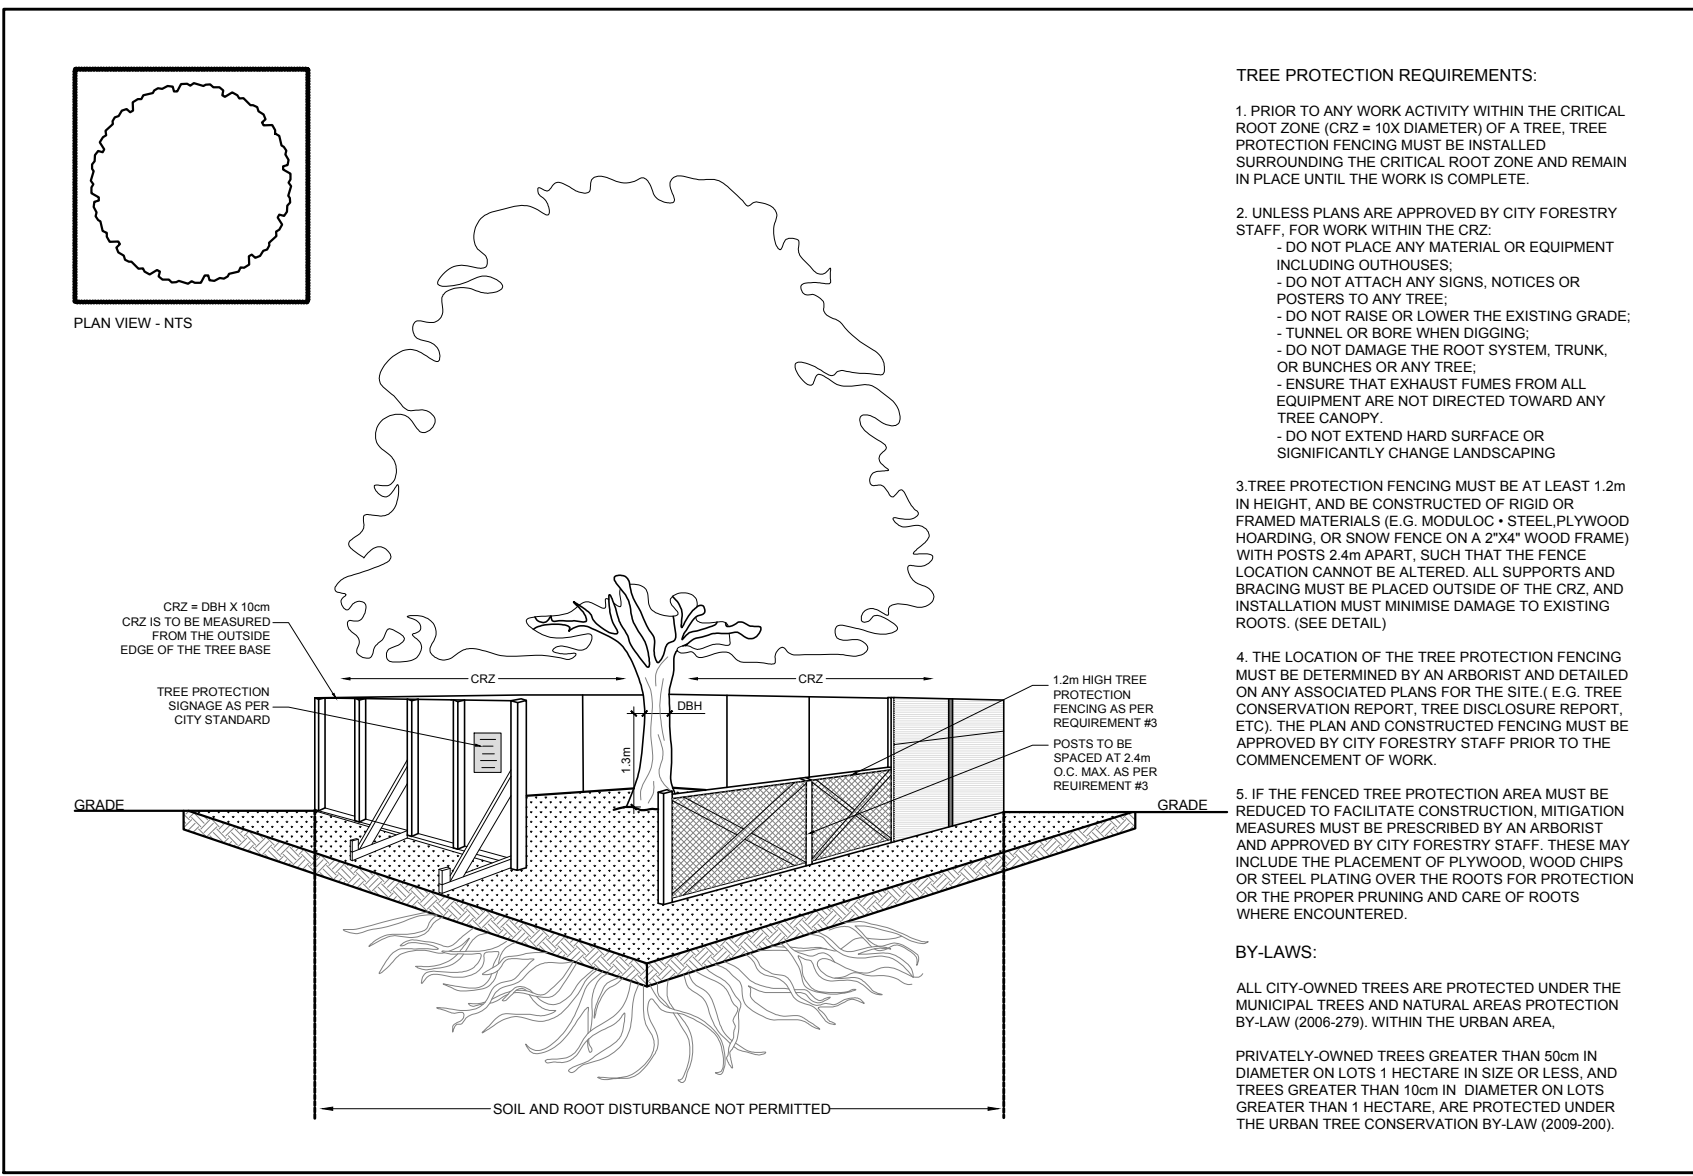 PLAN VIEW - NTS
CRZ = DBH X 10cm
CRZ IS TO BE MEASURED
FROM THE OUTSIDE
EDGE OF THE TREE BASE
TREE PROTECTION
SIGNAGE AS PER
CITY STANDARD
CRZ
CRZ
DBH
1.3m
1.2m HIGH TREE
PROTECTION
FENCING AS PER
REQUIREMENT #3
POSTS TO BE
SPACED AT 2.4m
O.C. MAX. AS PER
REUIREMENT #3
GRADE
GRADE
SOIL AND ROOT DISTURBANCE NOT PERMITTED
TREE PROTECTION REQUIREMENTS:
1. PRIOR TO ANY WORK ACTIVITY WITHIN THE CRITICAL
ROOT ZONE (CRZ = 10X DIAMETER) OF A TREE, TREE
PROTECTION FENCING MUST BE INSTALLED
SURROUNDING THE CRITICAL ROOT ZONE AND REMAIN
IN PLACE UNTIL THE WORK IS COMPLETE.
2. UNLESS PLANS ARE APPROVED BY CITY FORESTRY
STAFF, FOR WORK WITHIN THE CRZ:
- DO NOT PLACE ANY MATERIAL OR EQUIPMENT
INCLUDING OUTHOUSES;
- DO NOT ATTACH ANY SIGNS, NOTICES OR
POSTERS TO ANY TREE;
- DO NOT RAISE OR LOWER THE EXISTING GRADE;
- TUNNEL OR BORE WHEN DIGGING;
- DO NOT DAMAGE THE ROOT SYSTEM, TRUNK,
OR BUNCHES OR ANY TREE;
- ENSURE THAT EXHAUST FUMES FROM ALL
EQUIPMENT ARE NOT DIRECTED TOWARD ANY
TREE CANOPY.
- DO NOT EXTEND HARD SURFACE OR
SIGNIFICANTLY CHANGE LANDSCAPING
3.TREE PROTECTION FENCING MUST BE AT LEAST 1.2m
IN HEIGHT, AND BE CONSTRUCTED OF RIGID OR
FRAMED MATERIALS (E.G. MODULOC • STEEL,PLYWOOD
HOARDING, OR SNOW FENCE ON A 2"X4" WOOD FRAME)
WITH POSTS 2.4m APART, SUCH THAT THE FENCE
LOCATION CANNOT BE ALTERED. ALL SUPPORTS AND
BRACING MUST BE PLACED OUTSIDE OF THE CRZ, AND
INSTALLATION MUST MINIMISE DAMAGE TO EXISTING
ROOTS. (SEE DETAIL)
4. THE LOCATION OF THE TREE PROTECTION FENCING
MUST BE DETERMINED BY AN ARBORIST AND DETAILED
ON ANY ASSOCIATED PLANS FOR THE SITE.( E.G. TREE
CONSERVATION REPORT, TREE DISCLOSURE REPORT,
ETC). THE PLAN AND CONSTRUCTED FENCING MUST BE
APPROVED BY CITY FORESTRY STAFF PRIOR TO THE
COMMENCEMENT OF WORK.
5. IF THE FENCED TREE PROTECTION AREA MUST BE
REDUCED TO FACILITATE CONSTRUCTION, MITIGATION
MEASURES MUST BE PRESCRIBED BY AN ARBORIST
AND APPROVED BY CITY FORESTRY STAFF. THESE MAY
INCLUDE THE PLACEMENT OF PLYWOOD, WOOD CHIPS
OR STEEL PLATING OVER THE ROOTS FOR PROTECTION
OR THE PROPER PRUNING AND CARE OF ROOTS
WHERE ENCOUNTERED.
BY-LAWS:
ALL CITY-OWNED TREES ARE PROTECTED UNDER THE
MUNICIPAL TREES AND NATURAL AREAS PROTECTION
BY-LAW (2006-279). WITHIN THE URBAN AREA,
PRIVATELY-OWNED TREES GREATER THAN 50cm IN
DIAMETER ON LOTS 1 HECTARE IN SIZE OR LESS, AND
TREES GREATER THAN 10cm IN DIAMETER ON LOTS
GREATER THAN 1 HECTARE, ARE PROTECTED UNDER
THE URBAN TREE CONSERVATION BY-LAW (2009-200).